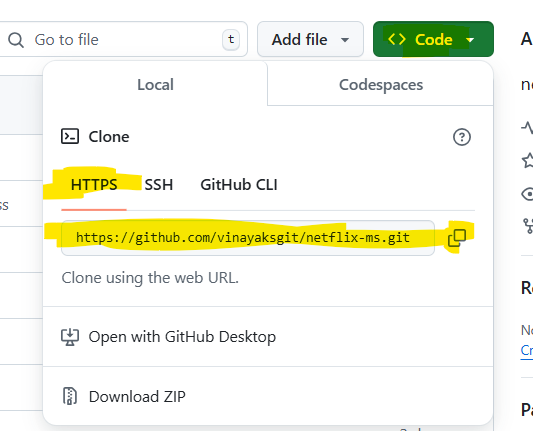 Go to file t Add file Code A
Local Codespaces
Clone
HTTPS SSH GitHub CLI
https://github.com/vinayaksgit/netflix-ms.git
Clone using the web URL.
Open with GitHub Desktop
Download ZIP